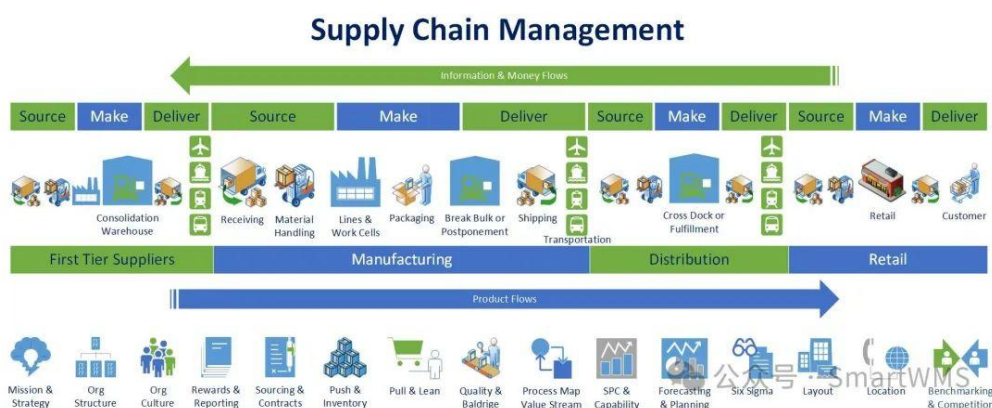 Supply Chain Management
Information & Money Flows
Source Make Deliver Source Make Deliver Source Make Deliver Source Make Deliver
Consolidation
Warehouse
Receiving
Material
Handling
Lines &
Work Cells
Packaging
Break Bulk or
Postponement
Shipping
Transportation
Cross Dock or
Fulfillment
Retail
Customer
First Tier Suppliers Manufacturing Distribution Retail
Product Flows
Mission &
Strategy
Org
Structure
Org
Culture
Rewards &
Reporting
Sourcing &
Contracts
Push &
Inventory
Pull & Lean
Quality &
Baldrige
Process Map
Value Stream
SPC &
Capability
Forecasting
& Planning
Six Sigma
Layout
Location
Benchmarking
& Competition
公众号 · SmartWMS